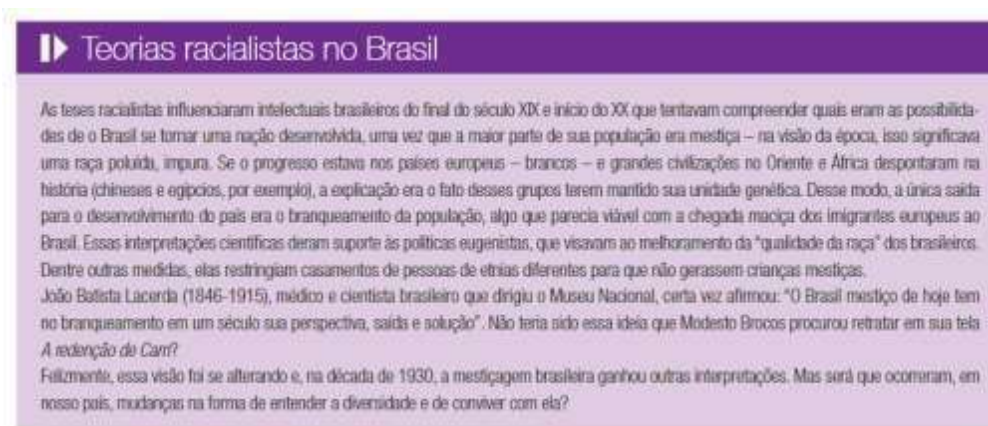 Teorias racialistas no Brasil
As teses racialistas influenciaram intelectuais brasileiros do final do século XIX e início do XX que tentavam compreender quais eram as possibilida-
des de o Brasil se tornar uma nação desenvolvida, uma vez que a maior parte de sua população era mestiça – na visão da época, isso significava
uma raça poluída, impura. Se o progresso estava nos países europeus – brancos – e grandes civilizações no Oriente e África despontaram na
história (chineses e egípcios, por exemplo), a explicação era o fato desses grupos terem mantido sua unidade genética. Desse modo, a única saída
para o desenvolvimento do país era o branqueamento da população, algo que parecia viável com a chegada maciça dos imigrantes europeus ao
Brasil. Essas interpretações científicas deram suporte às políticas eugenistas, que visavam ao melhoramento da "qualidade da raça" dos brasileiros.
Dentre outras medidas, elas restringiam casamentos de pessoas de etnias diferentes para que não gerassem crianças mestiças.
João Batista Lacerda (1846-1915), médico e cientista brasileiro que dirigiu o Museu Nacional, certa vez afirmou: "O Brasil mestiço de hoje tem
no branqueamento em um século sua perspectiva, saída e solução". Não teria sido essa ideia que Modesto Brocos procurou retratar em sua tela
A redenção de Cam?
Felizmente, essa visão foi se alterando e, na década de 1930, a mestiçagem brasileira ganhou outras interpretações. Mas será que ocorreram, em
nosso país, mudanças na forma de entender a diversidade e de conviver com ela?